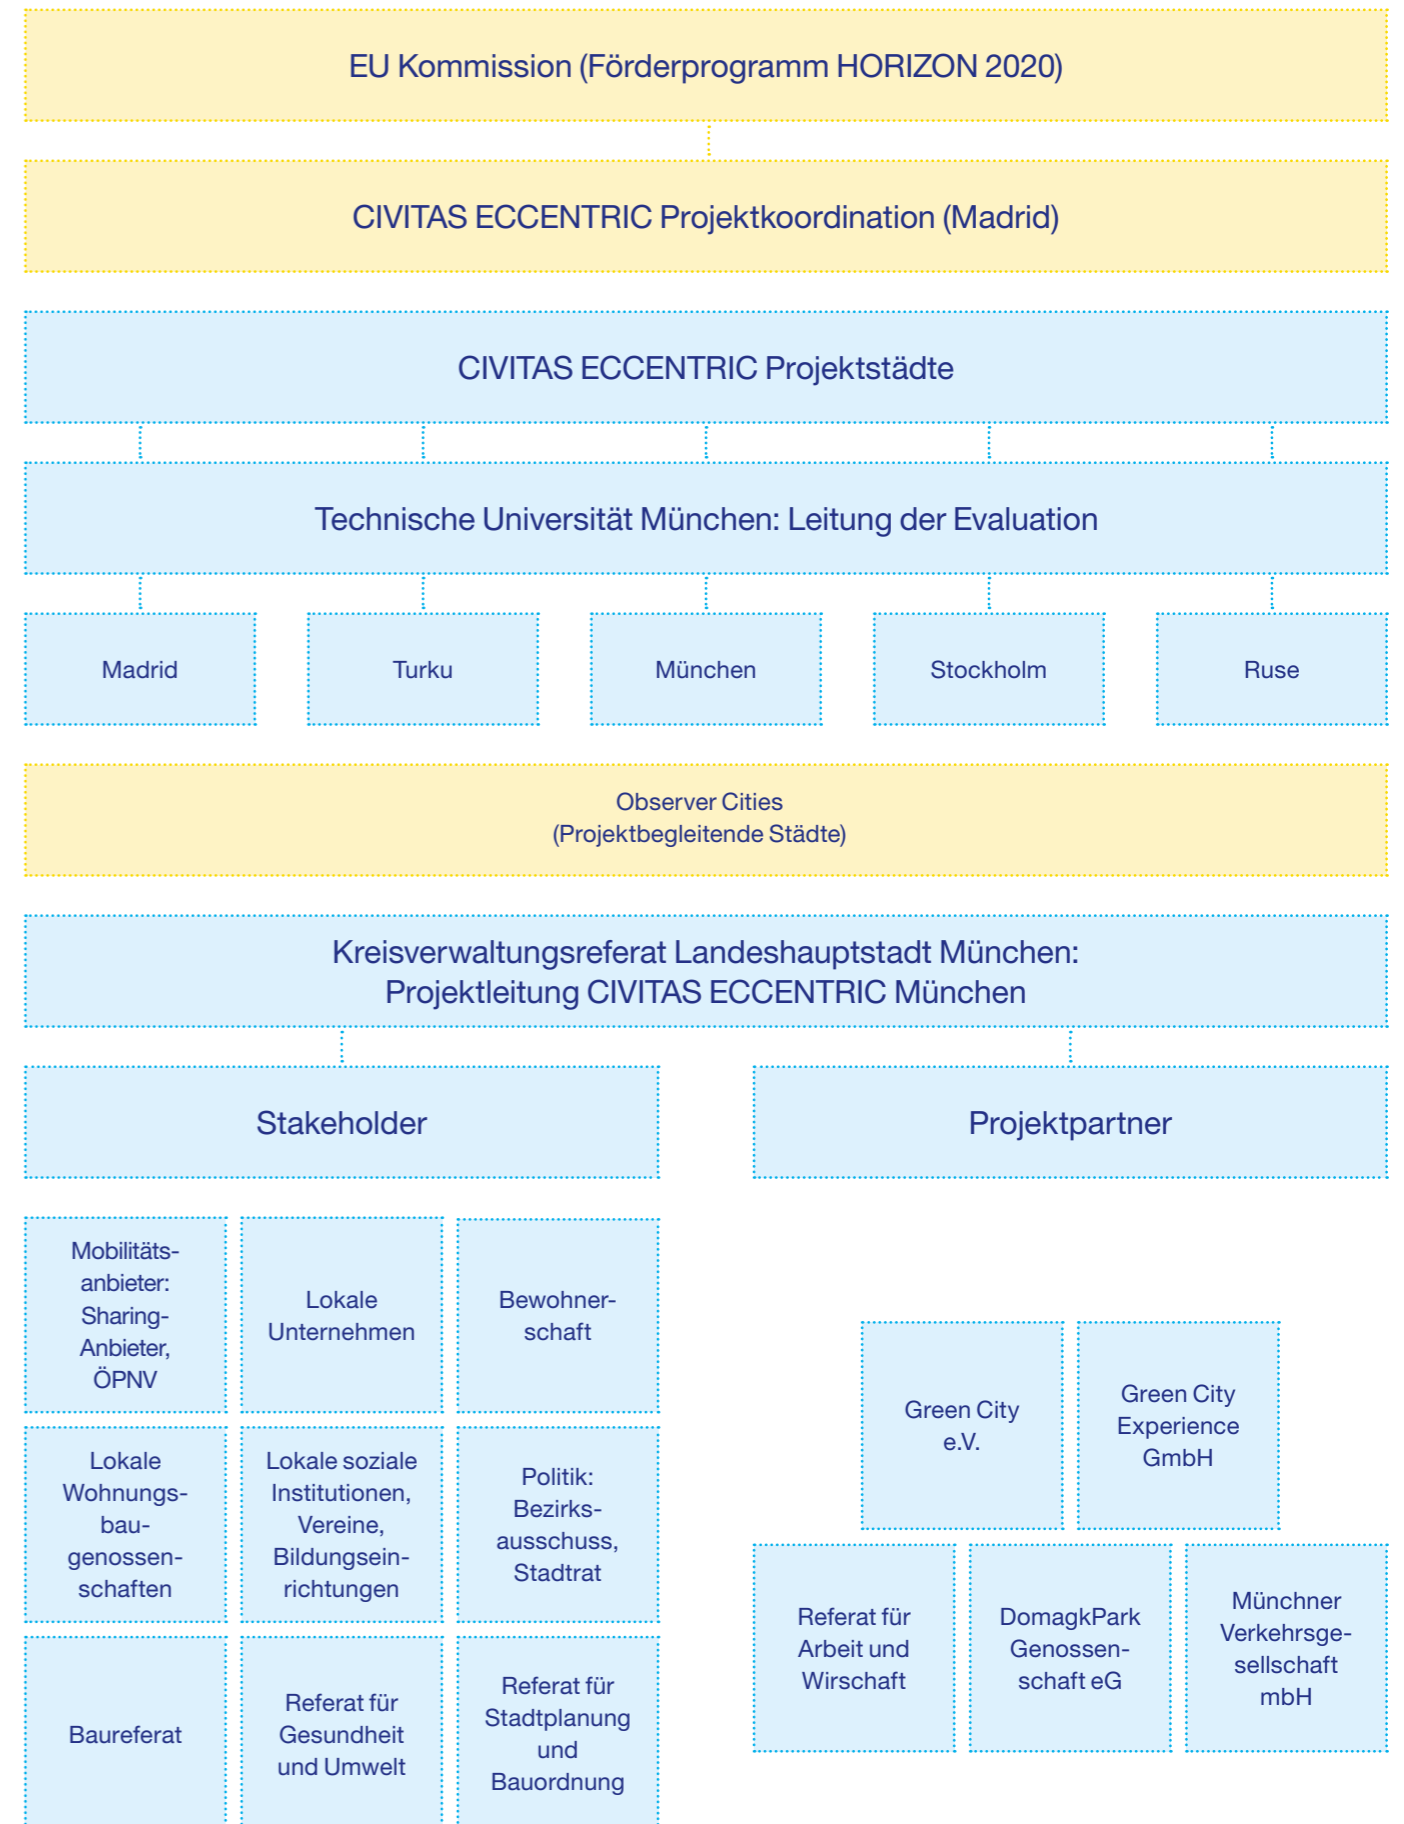 EU Kommission (Förderprogramm HORIZON 2020)
CIVITAS ECCENTRIC Projektkoordination (Madrid)
CIVITAS ECCENTRIC Projektstädte
Technische Universität München: Leitung der Evaluation
Madrid
Turku
München
Stockholm
Ruse
Observer Cities
(Projektbegleitende Städte)
Kreisverwaltungsreferat Landeshauptstadt München:
Projektleitung CIVITAS ECCENTRIC München
Stakeholder
Projektpartner
Mobilitäts-
anbieter:
Sharing-
Anbieter,
ÖPNV
Lokale
Unternehmen
Bewohner-
schaft
Lokale
Wohnungs-
bau-
genossen-
schaften
Lokale soziale
Institutionen,
Vereine,
Bildungsein-
richtungen
Politik:
Bezirks-
ausschuss,
Stadtrat
Baureferat
Referat für
Gesundheit
und Umwelt
Referat für
Stadtplanung
und
Bauordnung
Green City
e.V.
Green City
Experience
GmbH
Referat für
Arbeit und
Wirschaft
DomagkPark
Genossen-
schaft eG
Münchner
Verkehrsge-
sellschaft
mbH